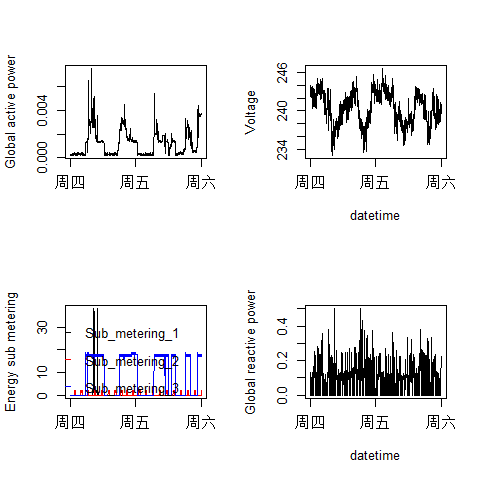 Global active power
0.004
0.000
周四 周五 周六
Voltage
246
240
234
周四 周五 周六
datetime
Energy sub metering
30
10
0
Sub_metering_1
Sub_metering_2
Sub_metering_3
周四 周五 周六
Global reactive power
0.4
0.2
0.0
周四 周五 周六
datetime